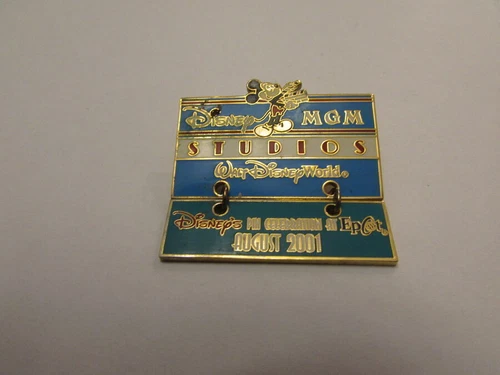 Disney MGM
STUDIOS
Walt Disney World®
Disney's Pin Celebration at Epcot
AUGUST 2001